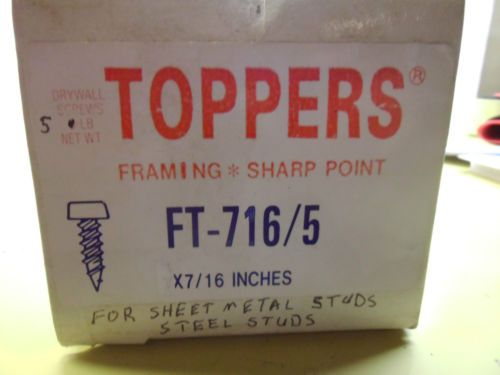 DRYWALL
SCREWS
5 LB
NET WT
TOPPERS®
FRAMING * SHARP POINT
FT-716/5
X7/16 INCHES
FOR SHEET METAL STUDS
STEEL STUDS